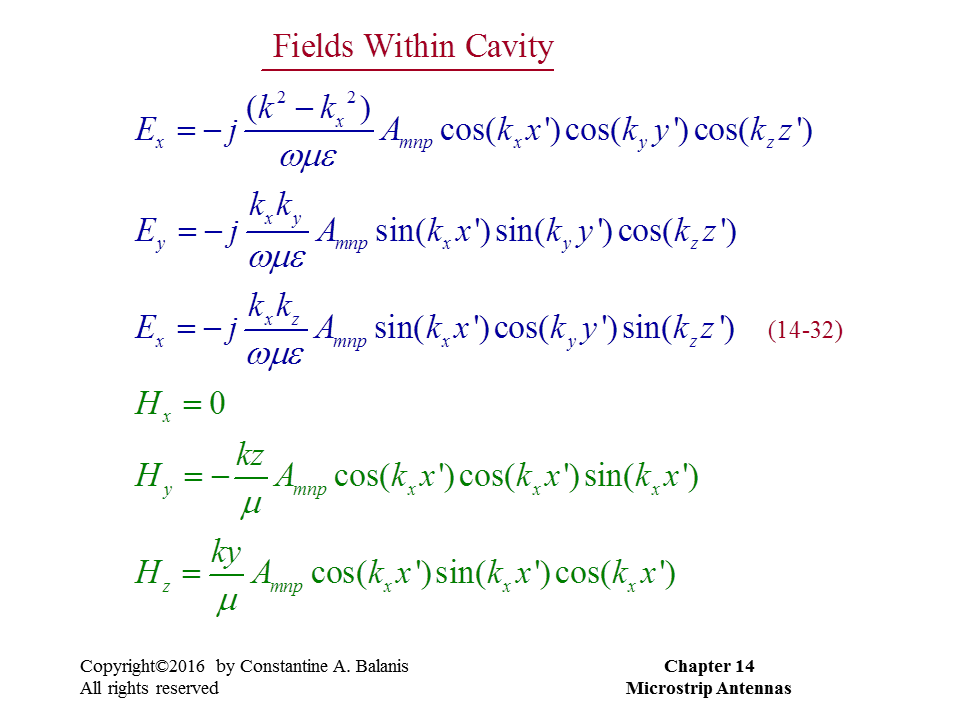 Fields Within Cavity
E_x = −j (k² − k_x²)/(ωμε) A_mnp cos(k_x x') cos(k_y y') cos(k_z z')
E_y = −j (k_x k_y)/(ωμε) A_mnp sin(k_x x') sin(k_y y') cos(k_z z')
E_x = −j (k_x k_z)/(ωμε) A_mnp sin(k_x x') cos(k_y y') sin(k_z z') (14-32)
H_x = 0
H_y = −(kz/μ) A_mnp cos(k_x x') cos(k_x x') sin(k_x x')
H_z = (ky/μ) A_mnp cos(k_x x') sin(k_x x') cos(k_x x')
Copyright©2016 by Constantine A. Balanis
All rights reserved
Chapter 14
Microstrip Antennas